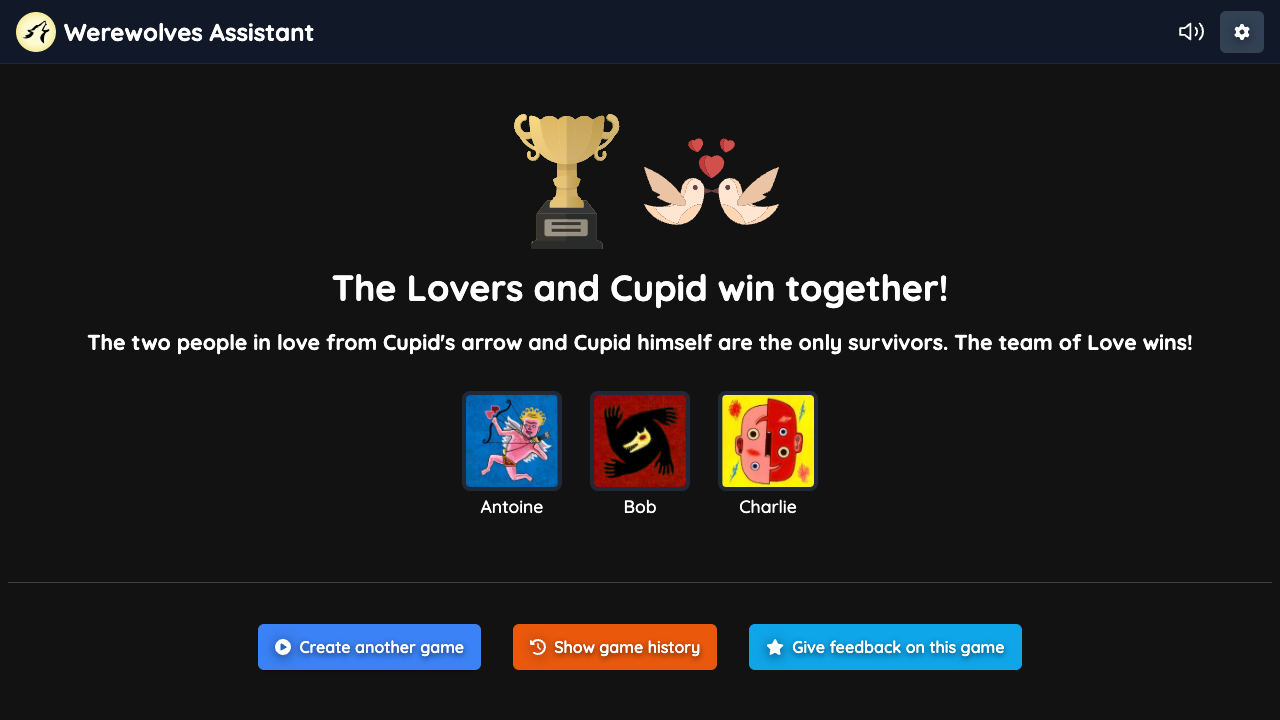 Werewolves Assistant
The Lovers and Cupid win together!
The two people in love from Cupid's arrow and Cupid himself are the only survivors. The team of Love wins!
Antoine
Bob
Charlie
Create another game
Show game history
Give feedback on this game